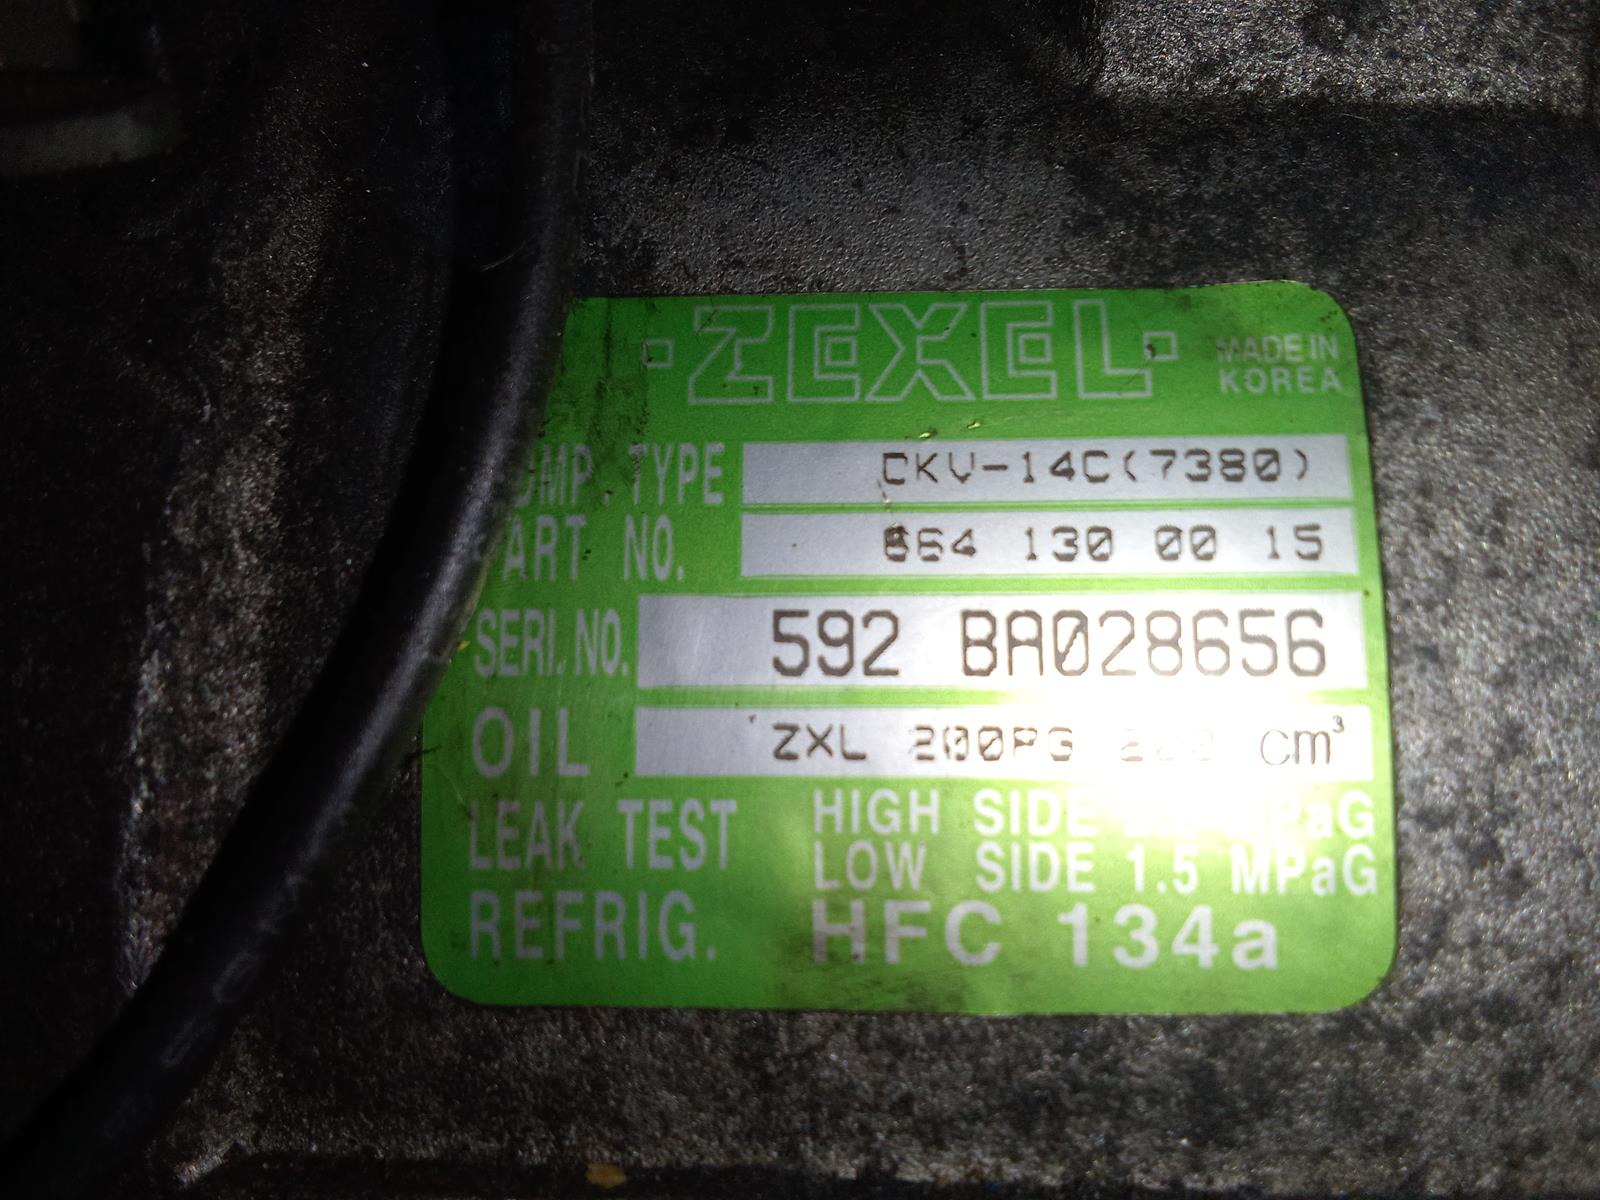 ZEXEL
MADE IN
KOREA
TYPE CKV-14C(7380)
NO. 664 130 00 15
SERI. NO. 592 BA028656
OIL ZXL 200PG cm³
LEAK TEST HIGH SIDE
LOW SIDE 1.5 MPaG
REFRIG. HFC 134a